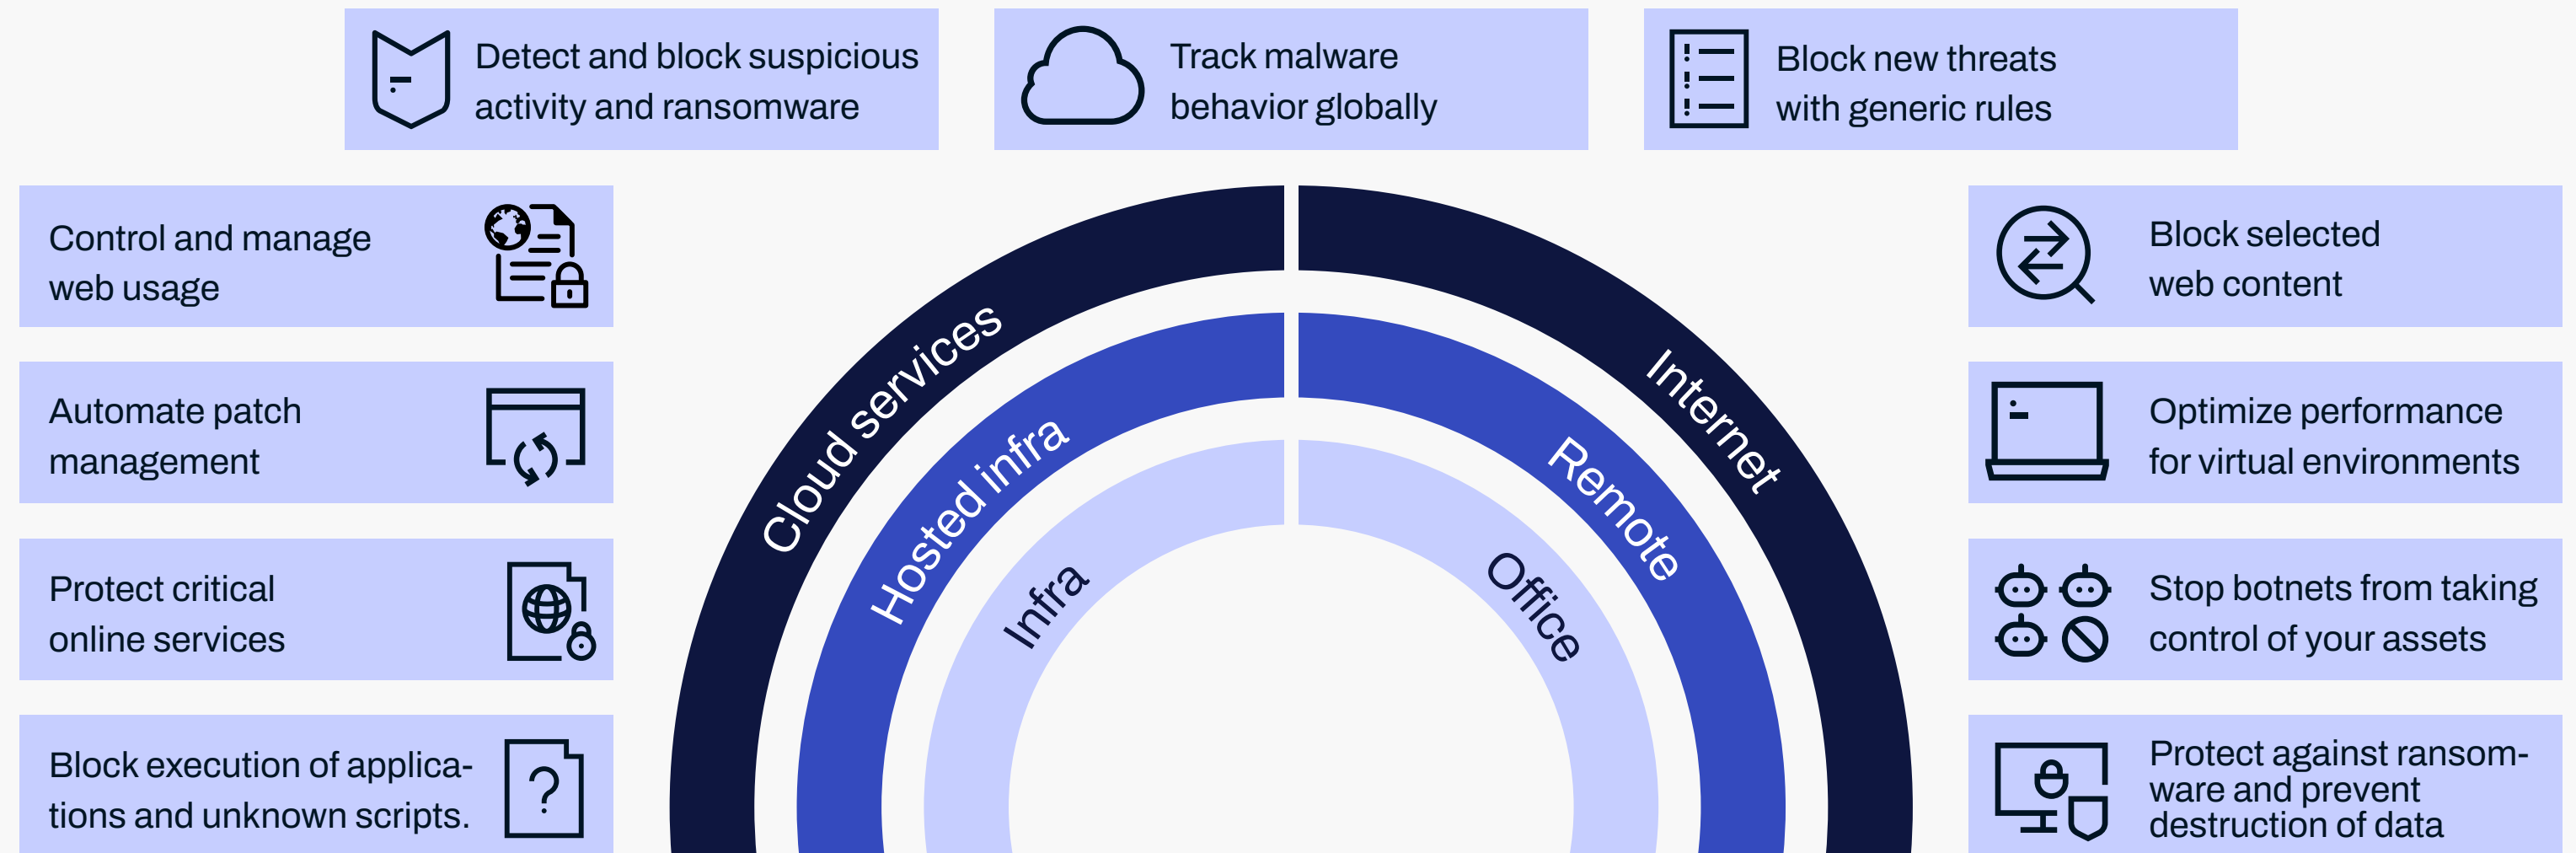 Detect and block suspicious
activity and ransomware
Track malware
behavior globally
Block new threats
with generic rules
Control and manage
web usage
Automate patch
management
Protect critical
online services
Block execution of applica-
tions and unknown scripts.
Cloud services
Hosted infra
Infra
Internet
Remote
Office
Block selected
web content
Optimize performance
for virtual environments
Stop botnets from taking
control of your assets
Protect against ransom-
ware and prevent
destruction of data